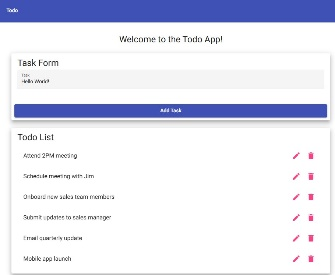 Todo
Welcome to the Todo App!
Task Form
Task
Hello World!
Add Task
Todo List
Attend 2PM meeting
Schedule meeting with Jim
Onboard new sales team members
Submit updates to sales manager
Email quarterly update
Mobile app launch